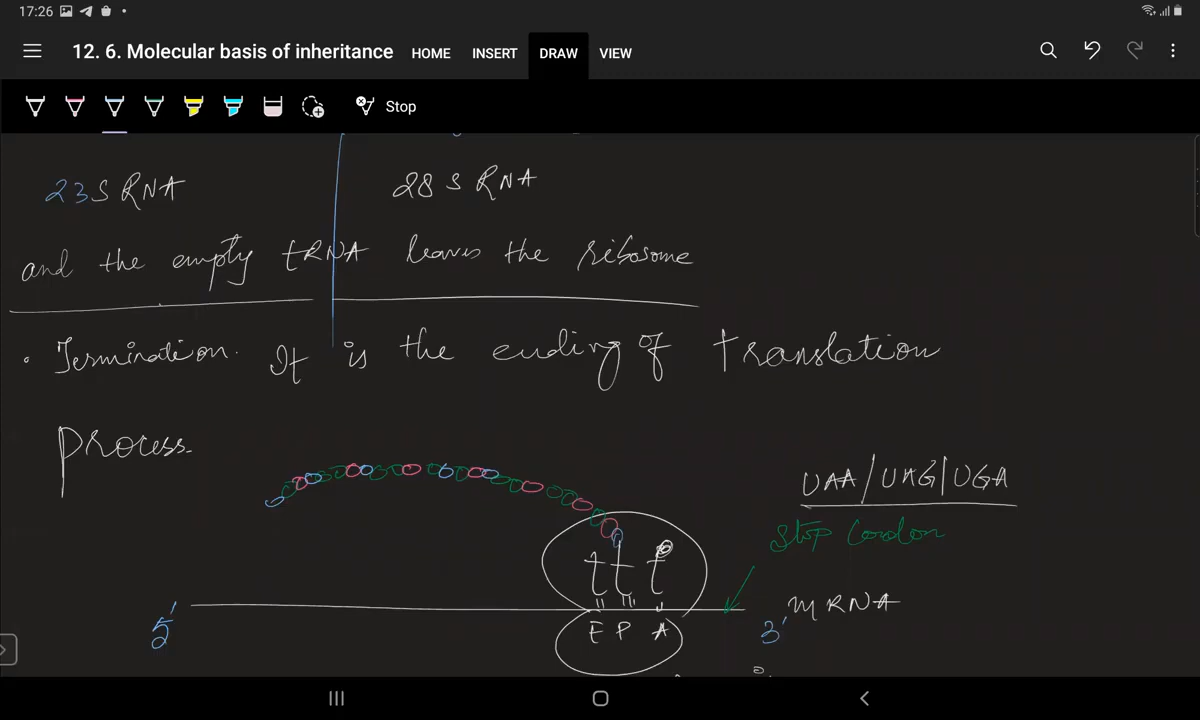 17:26
12. 6. Molecular basis of inheritance HOME INSERT DRAW VIEW
Stop
23S RNA 28 S RNA
and the empty tRNA leaves the ribosome
• Termination. It is the ending of translation
process.
UAA/UAG/UGA
Stop Condon
t t t
E P A
5' 3' mRNA